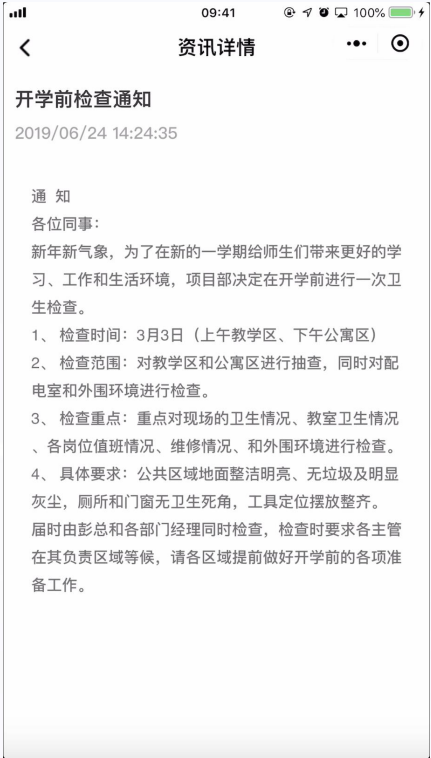 09:41
100%
资讯详情
开学前检查通知
2019/06/24 14:24:35
通 知
各位同事：
新年新气象，为了在新的一学期给师生们带来更好的学
习、工作和生活环境，项目部决定在开学前进行一次卫
生检查。
1、 检查时间：3月3日（上午教学区、下午公寓区）
2、 检查范围：对教学区和公寓区进行抽查，同时对配
电室和外围环境进行检查。
3、 检查重点：重点对现场的卫生情况、教室卫生情况
、各岗位值班情况、维修情况、和外围环境进行检查。
4、 具体要求：公共区域地面整洁明亮、无垃圾及明显
灰尘，厕所和门窗无卫生死角，工具定位摆放整齐。
届时由彭总和各部门经理同时检查，检查时要求各主管
在其负责区域等候，请各区域提前做好开学前的各项准
备工作。